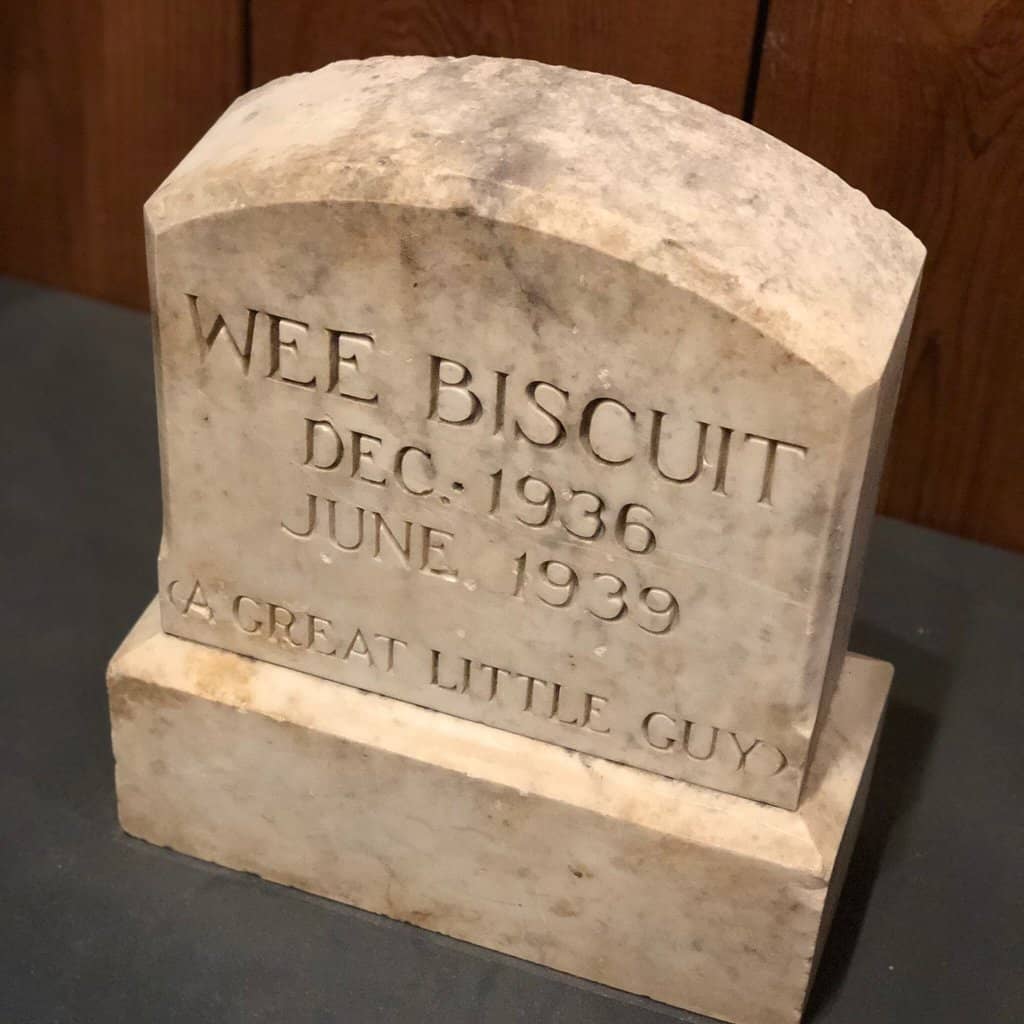 WEE BISCUIT
DEC. 1936
JUNE. 1939
(A GREAT LITTLE GUY)